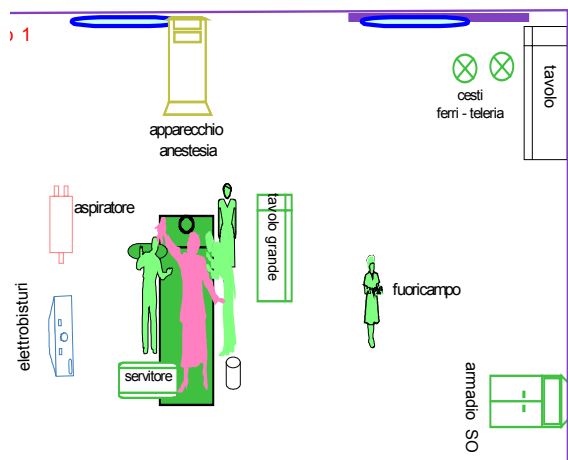 1
apparecchio
anestesia
cesti
ferri - teleria
tavolo
aspiratore
tavolo grande
fuoricampo
elettrobisturi
servitore
armadio SO